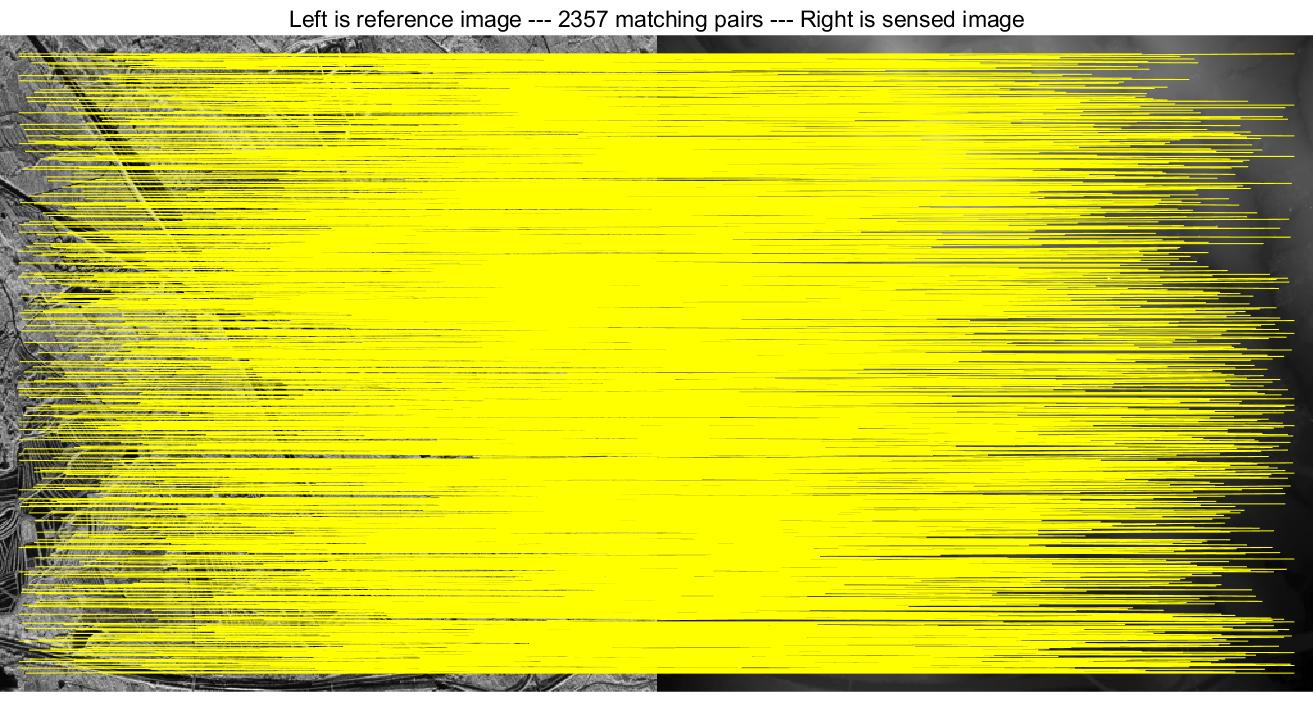 Left is reference image --- 2357 matching pairs --- Right is sensed image